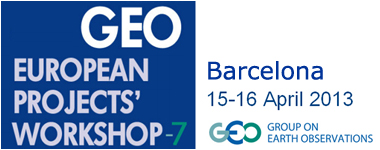 GEO
EUROPEAN
PROJECTS'
WORKSHOP-7
Barcelona
15-16 April 2013
GEO GROUP ON
EARTH OBSERVATIONS